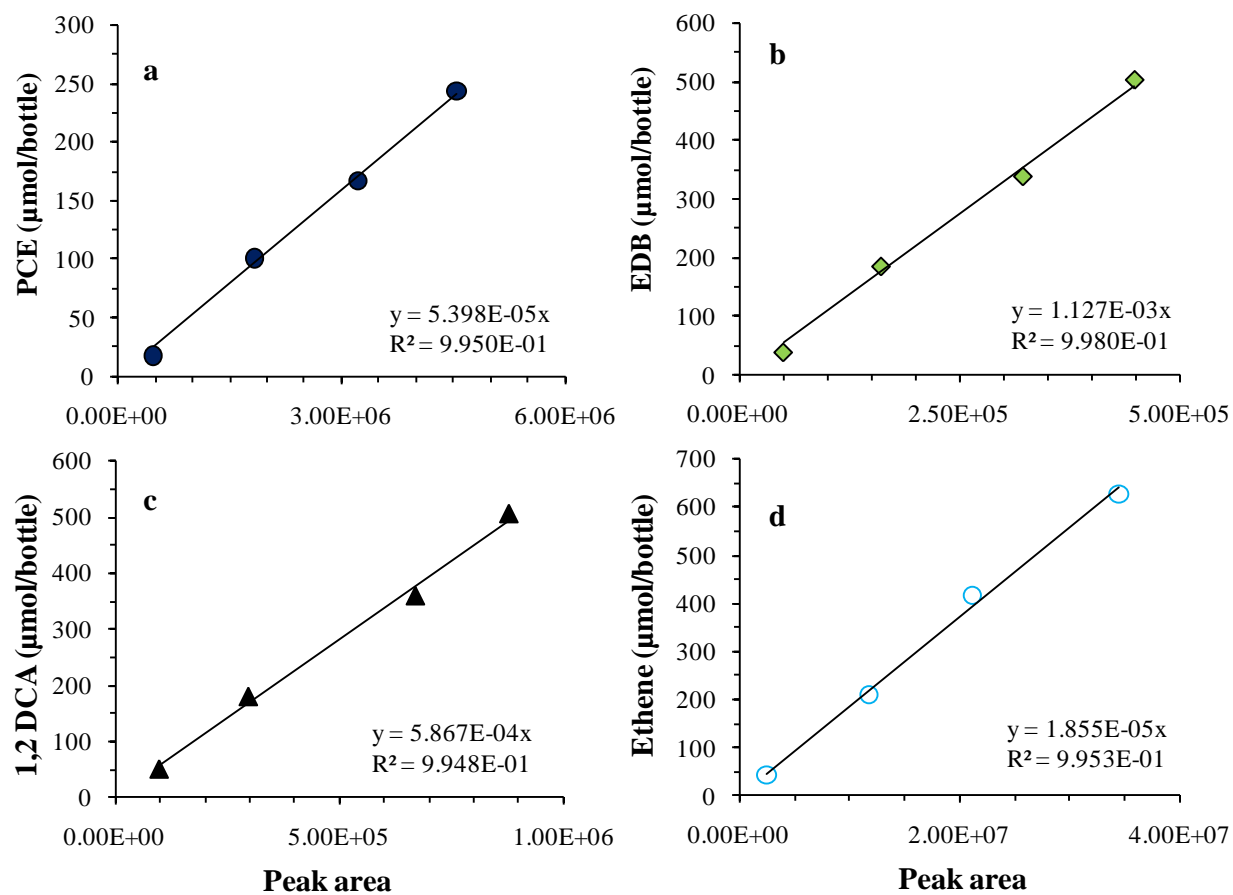 a
PCE (µmol/bottle)
300
250
200
150
100
50
0
y = 5.398E-05x
R² = 9.950E-01
0.00E+00 3.00E+06 6.00E+06
b
EDB (µmol/bottle)
600
500
400
300
200
100
0
y = 1.127E-03x
R² = 9.980E-01
0.00E+00 2.50E+05 5.00E+05
c
1,2 DCA (µmol/bottle)
600
500
400
300
200
100
0
y = 5.867E-04x
R² = 9.948E-01
0.00E+00 5.00E+05 1.00E+06
Peak area
d
Ethene (µmol/bottle)
700
600
500
400
300
200
100
0
y = 1.855E-05x
R² = 9.953E-01
0.00E+00 2.00E+07 4.00E+07
Peak area